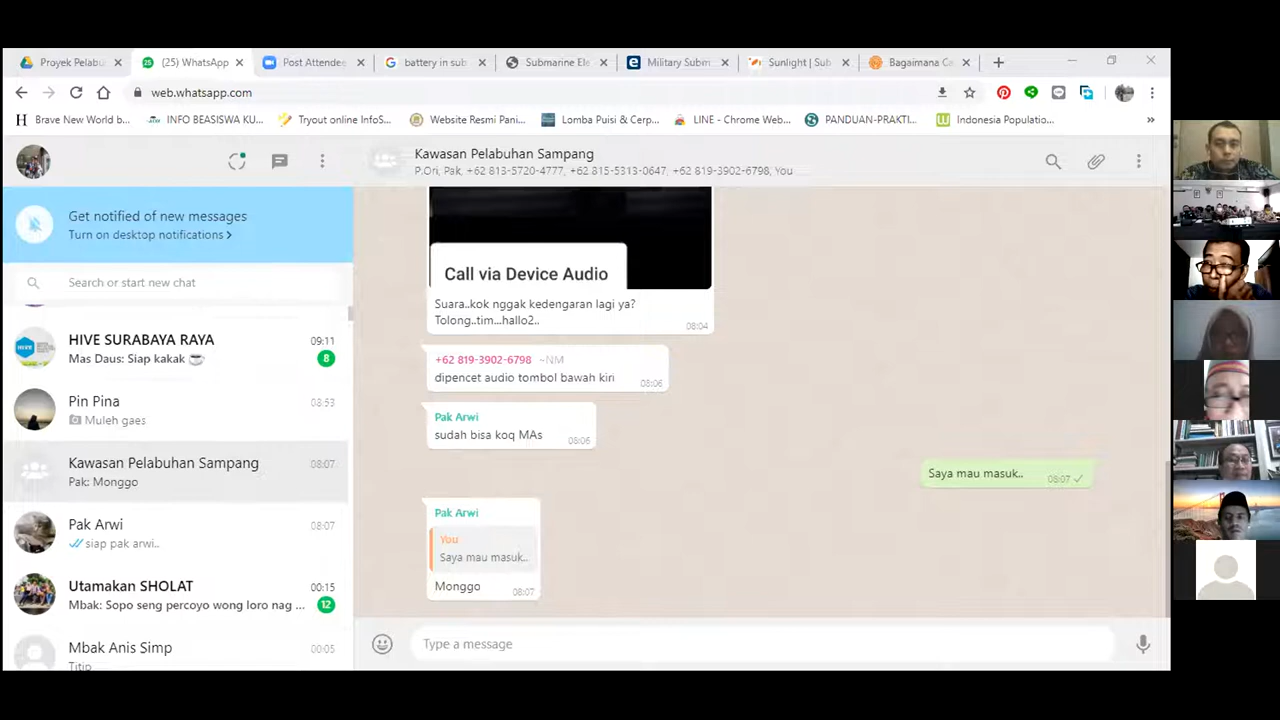 Proyek Pelabu
(25) WhatsApp
Post Attendee
battery in sub
Submarine Ele
Military Subm
Sunlight | Sub
Bagaimana Ca
web.whatsapp.com
Brave New World b...
INFO BEASISWA KU...
Tryout online InfoS...
Website Resmi Pani...
Lomba Puisi & Cerp...
LINE - Chrome Web...
PANDUAN-PRAKTI...
Indonesia Populatio...
»
Get notified of new messages
Turn on desktop notifications >
Search or start new chat
HIVE SURABAYA RAYA
09:11
Mas Daus: Siap kakak
8
Pin Pina
08:53
Muleh gaes
Kawasan Pelabuhan Sampang
08:07
Pak: Monggo
Pak Arwi
08:07
siap pak arwi..
Utamakan SHOLAT
00:15
Mbak: Sopo seng percoyo wong loro nag ...
12
Mbak Anis Simp
00:05
Titip
Kawasan Pelabuhan Sampang
P.On, Pak, +62 813-5720-4777, +62 815-5313-0647, +62 819-3902-6798, You
Call via Device Audio
Suara..kok nggak kedengaran lagi ya?
Tolong..tim...hallo2..
08:04
+62 819-3902-6798 ~NM
dipencet audio tombol bawah kiri
08:06
Pak Arwi
sudah bisa koq MAs
08:06
Saya mau masuk..
08:07
Pak Arwi
You
Saya mau masuk..
Monggo
08:07
Type a message